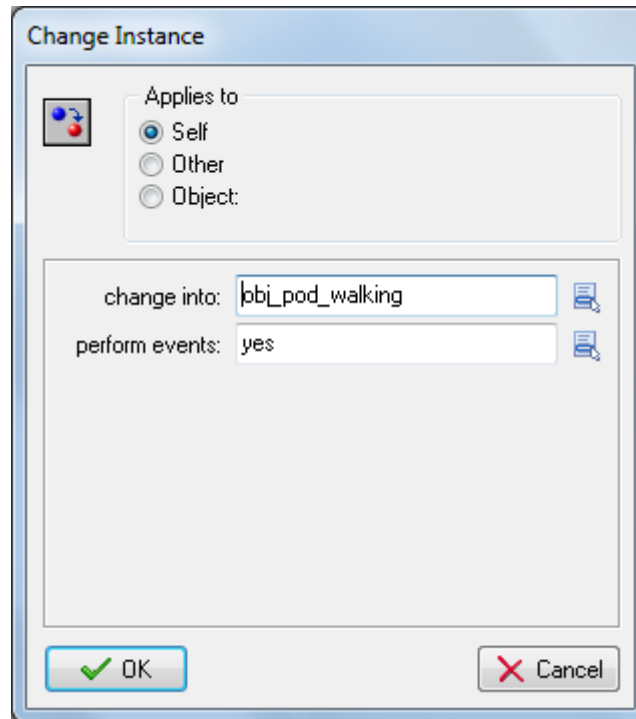 Change Instance
Applies to
Self
Other
Object:
change into: obj_pod_walking
perform events: yes
OK
Cancel